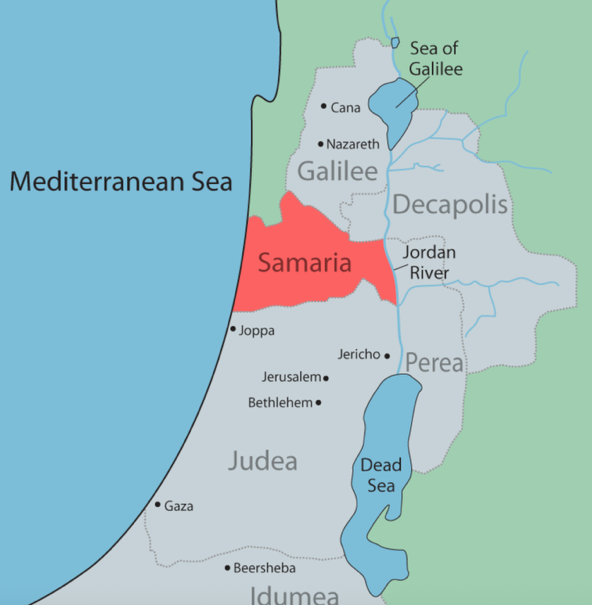 Sea of
Galilee
Cana
Nazareth
Galilee
Mediterranean Sea
Decapolis
Samaria
Jordan
River
Joppa
Jericho
Perea
Jerusalem
Bethlehem
Judea
Dead
Sea
Gaza
Beersheba
Idumea